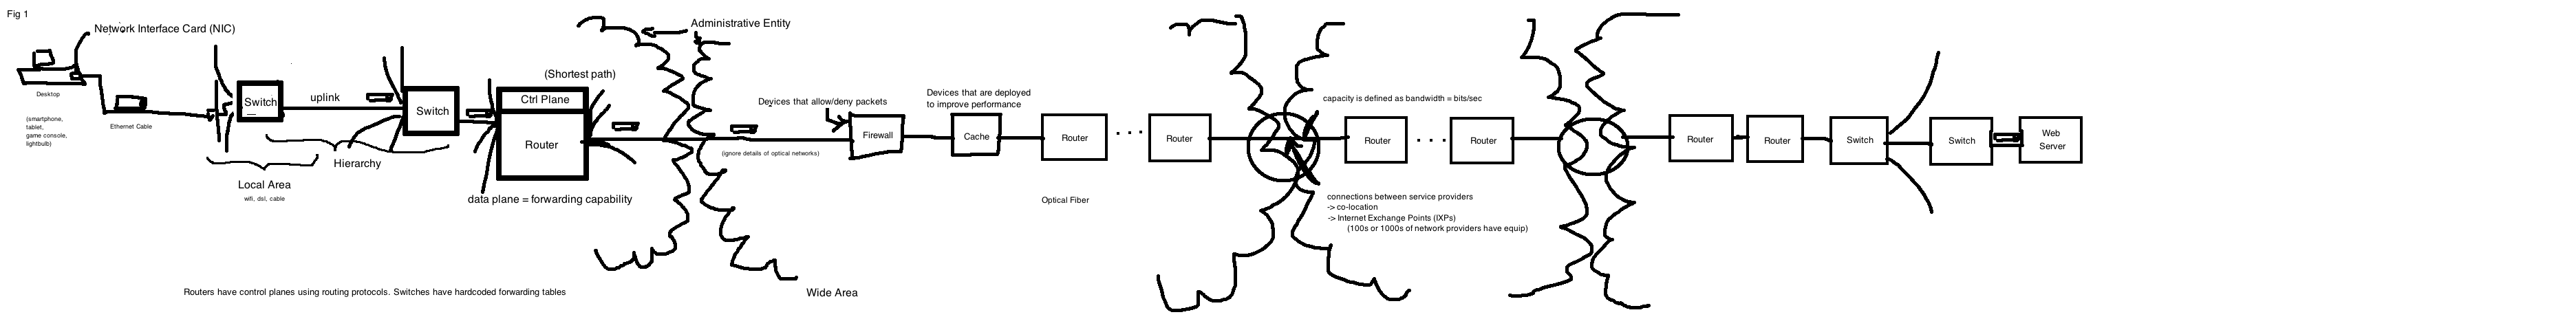 Fig 1
Network Interface Card (NIC)
Desktop
(smartphone,
tablet,
game console,
lightbulb)
Ethernet Cable
Switch
uplink
Switch
Hierarchy
Local Area
wifi, dsl, cable
(Shortest path)
Ctrl Plane
Router
data plane = forwarding capability
Routers have control planes using routing protocols. Switches have hardcoded forwarding tables
Administrative Entity
Devices that allow/deny packets
(ignore details of optical networks)
Firewall
Devices that are deployed
to improve performance
Cache
Router
Router
Optical Fiber
Wide Area
capacity is defined as bandwidth = bits/sec
Router
Router
connections between service providers
-> co-location
-> Internet Exchange Points (IXPs)
(100s or 1000s of network providers have equip)
Router
Router
Switch
Switch
Web
Server